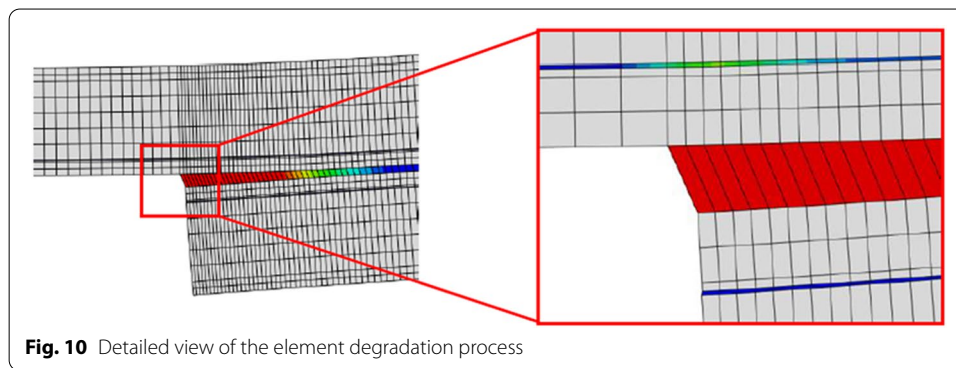 Fig. 10 Detailed view of the element degradation process